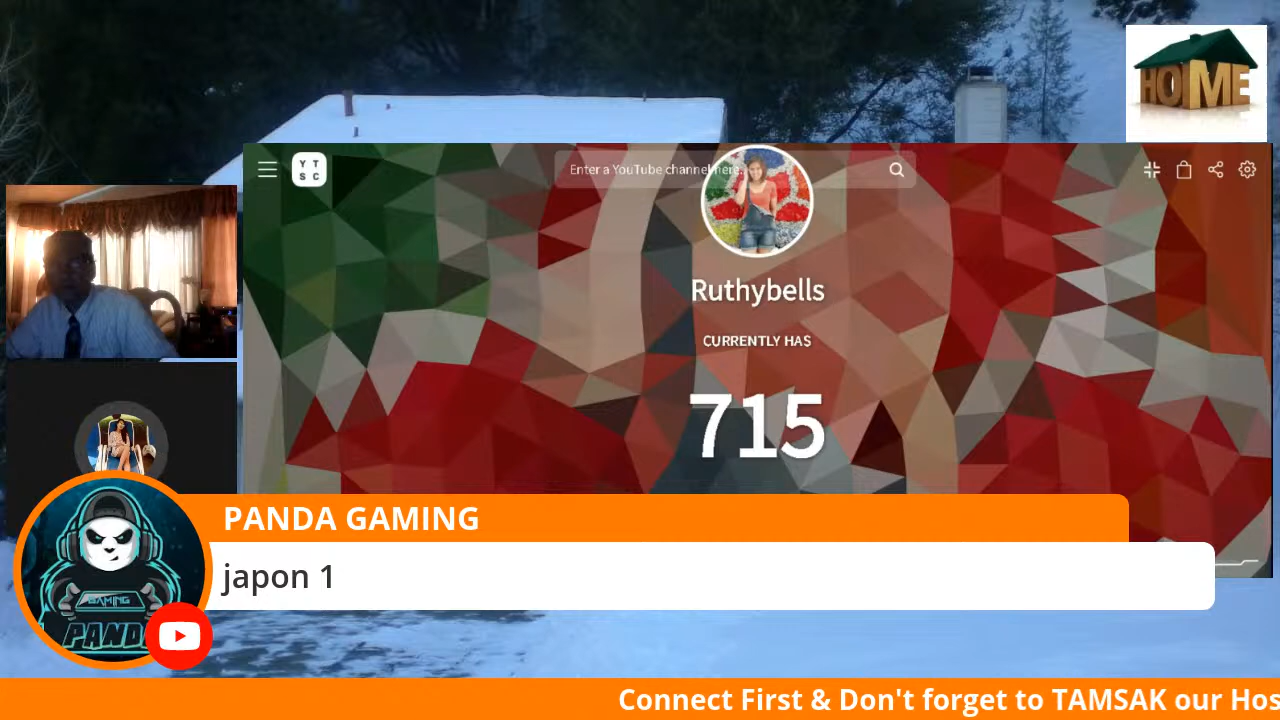 HOME
Y T
S C
Enter a YouTube channel here...
Ruthybells
CURRENTLY HAS
715
PANDA GAMING
japon 1
GAMING
PAND
Connect First & Don't forget to TAMSAK our Hos